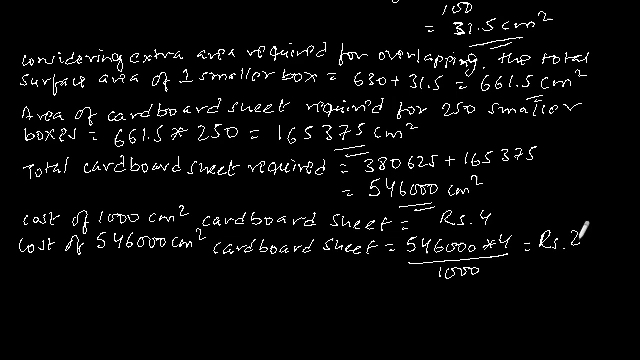 100
= 31.5 cm²
considering extra area required for overlapping, the total
surface area of 1 smaller box = 630 + 31.5 = 661.5 cm²
Area of cardboard sheet required for 250 smaller
boxes = 661.5 * 250 = 165375 cm²
Total cardboard sheet required = 380625 + 165375
= 546000 cm²
cost of 1000 cm² cardboard sheet = Rs. 4
cost of 546000 cm² cardboard sheet = 546000 * 4 = Rs. 2
1000